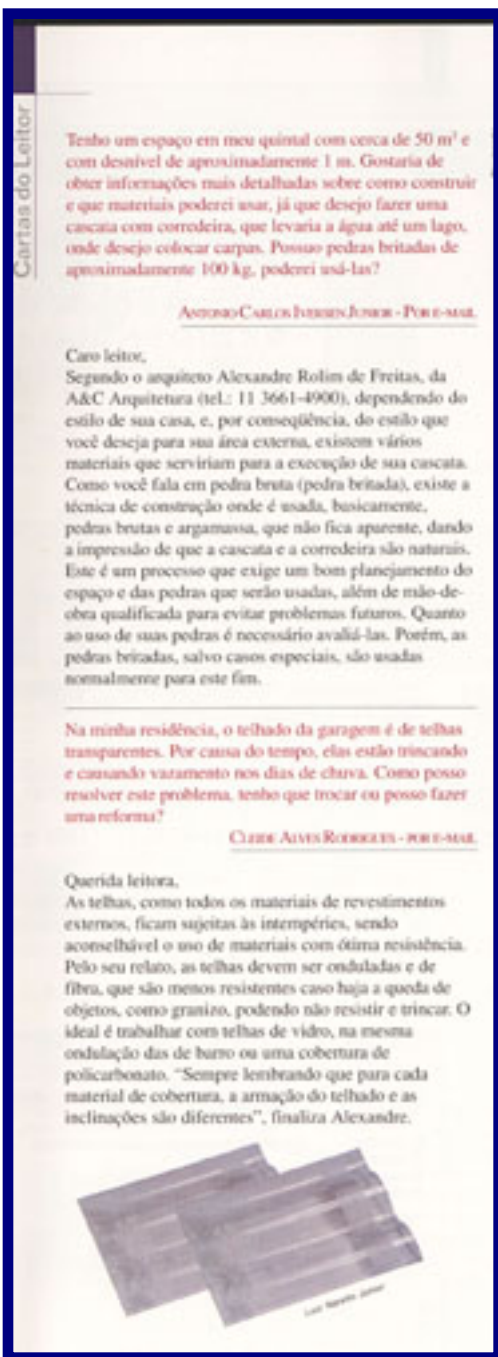 Cartas do Leitor
Tenho um espaço em meu quintal com cerca de 50 m² e
com desnível de aproximadamente 1 m. Gostaria de
obter informações mais detalhadas sobre como construir
e que materiais poderei usar, já que desejo fazer uma
cascata com corredeira, que levaria a água até um lago,
onde desejo colocar carpas. Possuo pedras britadas de
aproximadamente 100 kg, poderei usá-las?
ANTONIO CARLOS IVERSEN JUNIOR - POR E-MAIL
Caro leitor,
Segundo o arquiteto Alexandre Rolim de Freitas, da
A&C Arquitetura (tel.: 11 3661-4900), dependendo do
estilo de sua casa, e, por conseqüência, do estilo que
você deseja para sua área externa, existem vários
materiais que serviriam para a execução de sua cascata.
Como você fala em pedra bruta (pedra britada), existe a
técnica de construção onde é usada, basicamente,
pedras brutas e argamassa, que não fica aparente, dando
a impressão de que a cascata e a corredeira são naturais.
Este é um processo que exige um bom planejamento do
espaço e das pedras que serão usadas, além de mão-de-
obra qualificada para evitar problemas futuros. Quanto
ao uso de suas pedras é necessário avaliá-las. Porém, as
pedras britadas, salvo casos especiais, são usadas
normalmente para este fim.
Na minha residência, o telhado da garagem é de telhas
transparentes. Por causa do tempo, elas estão trincando
e causando vazamento nos dias de chuva. Como posso
resolver este problema, tenho que trocar ou posso fazer
uma reforma?
CLEIDE ALVES RODRIGUES - POR E-MAIL
Querida leitora,
As telhas, como todos os materiais de revestimentos
externos, ficam sujeitas às intempéries, sendo
aconselhável o uso de materiais com ótima resistência.
Pelo seu relato, as telhas devem ser onduladas e de
fibra, que são menos resistentes caso haja a queda de
objetos, como granizo, podendo não resistir e trincar. O
ideal é trabalhar com telhas de vidro, na mesma
ondulação das de barro ou uma cobertura de
policarbonato. “Sempre lembrando que para cada
material de cobertura, a armação do telhado e as
inclinações são diferentes”, finaliza Alexandre.